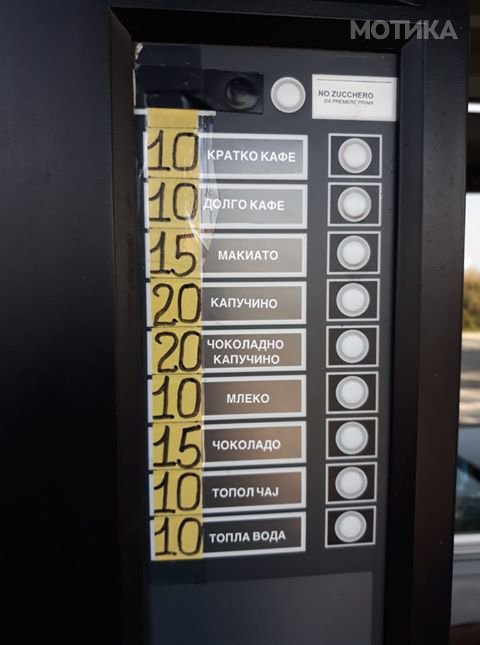 МОТИКА
NO ZUCCHERO
DA PREMERE PRIMA
10 КРАТКО КАФЕ
10 ДОЛГО КАФЕ
15 МАКИАТО
20 КАПУЧИНО
20 ЧОКОЛАДНО
КАПУЧИНО
10 МЛЕКО
15 ЧОКОЛАДО
10 ТОПОЛ ЧАЈ
10 ТОПЛА ВОДА